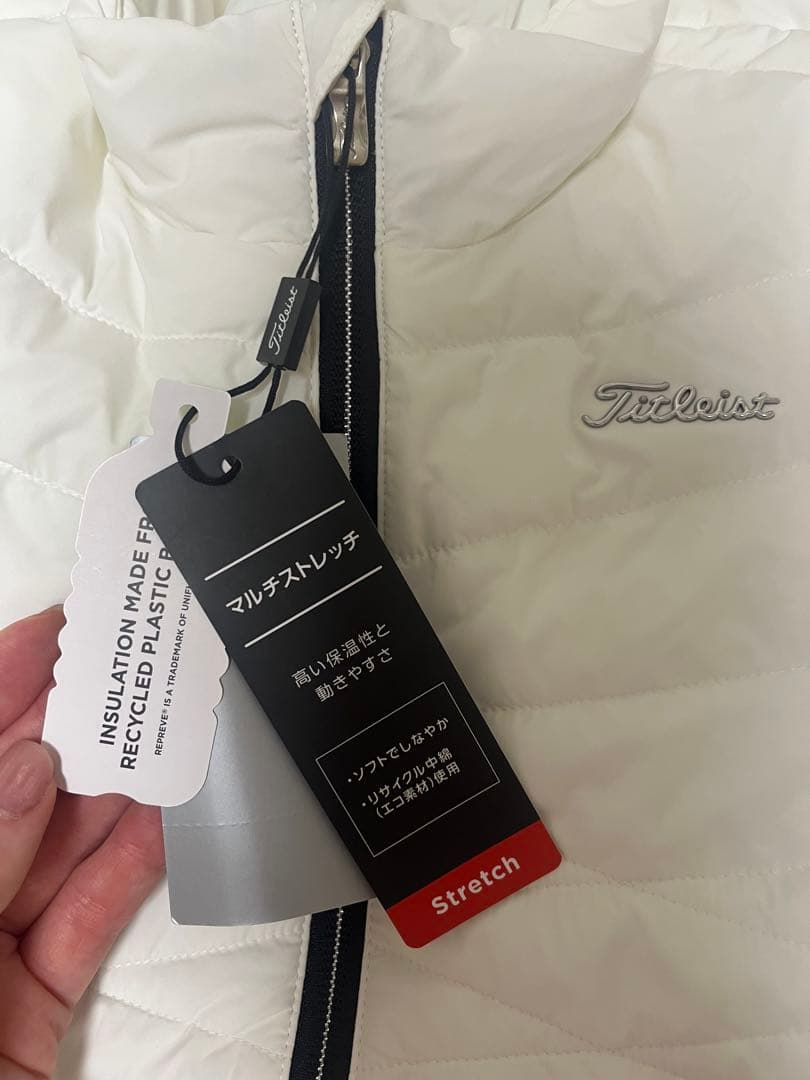 Titleist
Titleist
INSULATION MADE FR
RECYCLED PLASTIC
REPREVE® IS A TRADEMARK OF UNIFI
マルチストレッチ
高い保温性と
動きやすさ
・ソフトでしなやか
・リサイクル中綿
(エコ素材)使用
Stretch